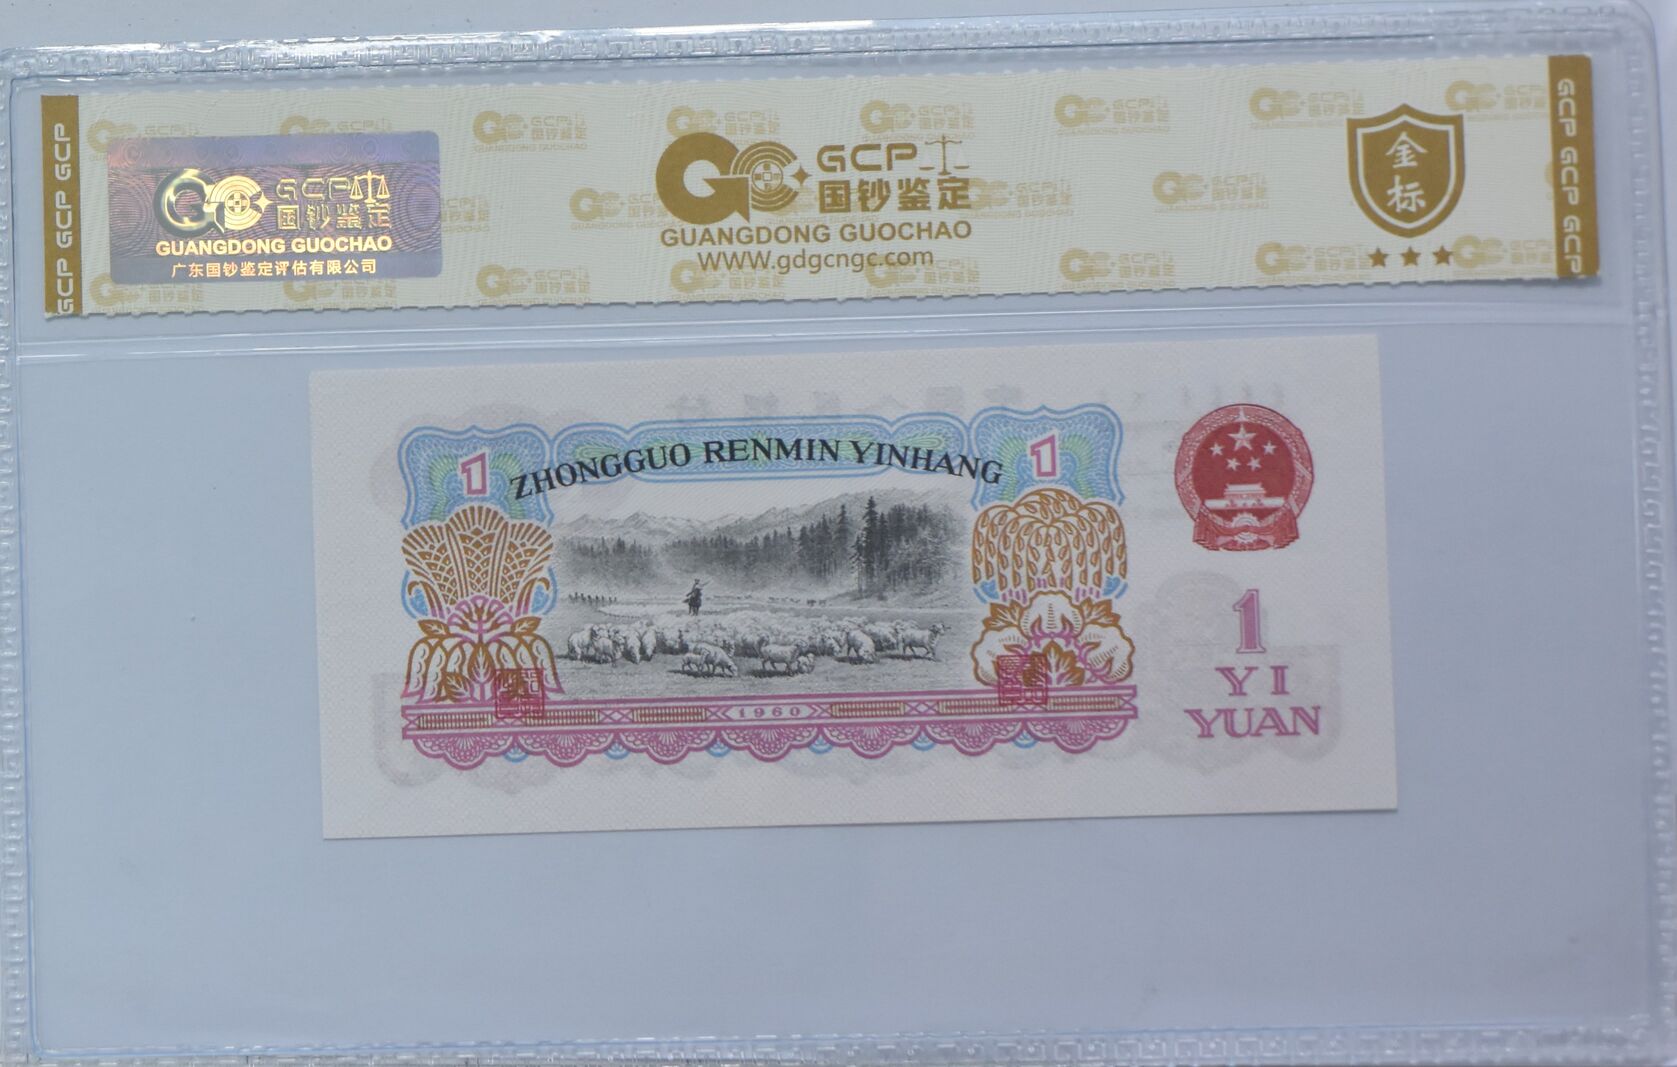 GCP GCP GCP
GCP
国钞鉴定
GUANGDONG GUOCHAO
广东国钞鉴定评估有限公司
GCP
国钞鉴定
GUANGDONG GUOCHAO
WWW.gdgcngc.com
金
标
GCP GCP GCP
1
ZHONGGUO RENMIN YINHANG
1
1960
1
YI
YUAN